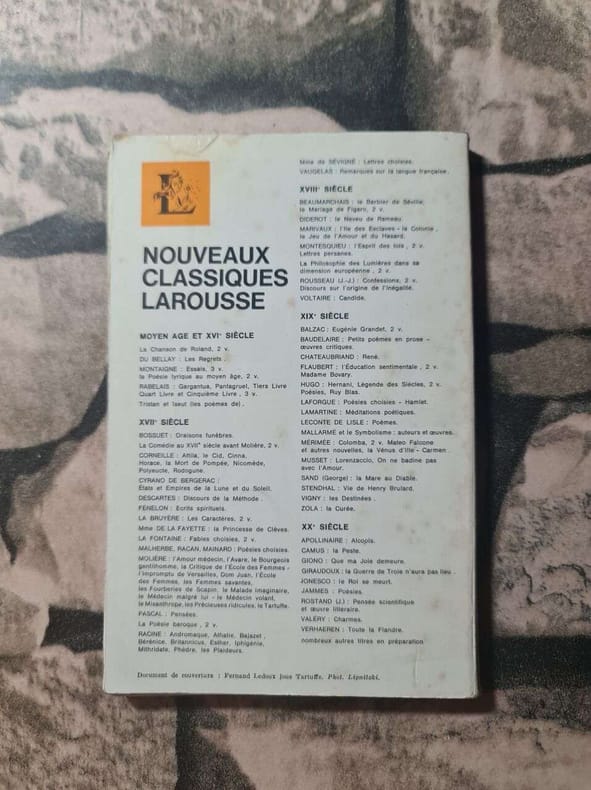 L
NOUVEAUX
CLASSIQUES
LAROUSSE
MOYEN AGE ET XVIᵉ SIÈCLE
La Chanson de Roland, 2 v.
DU BELLAY : Les Regrets.
MONTAIGNE : Essais, 3 v.
la Poésie lyrique au moyen âge, 2 v.
RABELAIS : Gargantua, Pantagruel, Tiers Livre
Quart Livre et Cinquième Livre, 3 v.
Tristan et Iseut (les poèmes de).
XVIIᵉ SIÈCLE
BOSSUET : Oraisons funèbres.
La Comédie au XVIIᵉ siècle avant Molière, 2 v.
CORNEILLE : Attila, le Cid, Cinna,
Horace, la Mort de Pompée, Nicomède,
Polyeucte, Rodogune.
CYRANO DE BERGERAC :
États et Empires de la Lune et du Soleil.
DESCARTES : Discours de la Méthode.
FÉNELON : Écrits spirituels.
LA BRUYÈRE : Les Caractères, 2 v.
Mme DE LA FAYETTE : la Princesse de Clèves.
LA FONTAINE : Fables choisies, 2 v.
MALHERBE, RACAN, MAINARD : Poésies choisies.
MOLIÈRE : l'Amour médecin, l'Avare, le Bourgeois
gentilhomme, la Critique de l'École des Femmes -
l'Impromptu de Versailles, Dom Juan, l'École
des Femmes, les Femmes savantes,
les Fourberies de Scapin, le Malade imaginaire,
le Médecin malgré lui - le Médecin volant,
le Misanthrope, les Précieuses ridicules, le Tartuffe.
PASCAL : Pensées.
La Poésie baroque, 2 v.
RACINE : Andromaque, Athalie, Bajazet,
Bérénice, Britannicus, Esther, Iphigénie,
Mithridate, Phèdre, les Plaideurs.
Mme de SÉVIGNÉ : Lettres choisies.
VAUGELAS : Remarques sur la langue française.
XVIIIᵉ SIÈCLE
BEAUMARCHAIS : le Barbier de Séville,
le Mariage de Figaro, 2 v.
DIDEROT : le Neveu de Rameau.
MARIVAUX : l'Ile des Esclaves - la Colonie,
le Jeu de l'Amour et du Hasard.
MONTESQUIEU : l'Esprit des lois, 2 v.
Lettres persanes.
La Philosophie des Lumières dans sa
dimension européenne, 2 v.
ROUSSEAU (J.-J.) : Confessions, 2 v.
Discours sur l'origine de l'Inégalité.
VOLTAIRE : Candide.
XIXᵉ SIÈCLE
BALZAC : Eugénie Grandet, 2 v.
BAUDELAIRE : Petits poèmes en prose -
œuvres critiques.
CHATEAUBRIAND : René.
FLAUBERT : l'Éducation sentimentale, 2 v.
Madame Bovary.
HUGO : Hernani, Légende des Siècles, 2 v.
Poésies, Ruy Blas.
LAFORGUE : Poésies choisies - Hamlet.
LAMARTINE : Méditations poétiques.
LECONTE DE LISLE : Poèmes.
MALLARMÉ et le Symbolisme : auteurs et œuvres.
MÉRIMÉE : Colomba, 2 v. Mateo Falcone
et autres nouvelles, la Vénus d'Ille - Carmen.
MUSSET : Lorenzaccio, On ne badine pas
avec l'Amour.
SAND (George) : la Mare au Diable.
STENDHAL : Vie de Henry Brulard.
VIGNY : les Destinées.
ZOLA : la Curée.
XXᵉ SIÈCLE
APOLLINAIRE : Alcools.
CAMUS : la Peste.
GIONO : Que ma Joie demeure.
GIRAUDOUX : la Guerre de Troie n'aura pas lieu.
IONESCO : le Roi se meurt.
JAMMES : Poésies.
ROSTAND (J.) : Pensée scientifique
et œuvre littéraire.
VALÉRY : Charmes.
VERHAEREN : Toute la Flandre.
nombreux autres titres en préparation
Document de couverture : Fernand Ledoux joue Tartuffe. Phot. Lipnitzki.